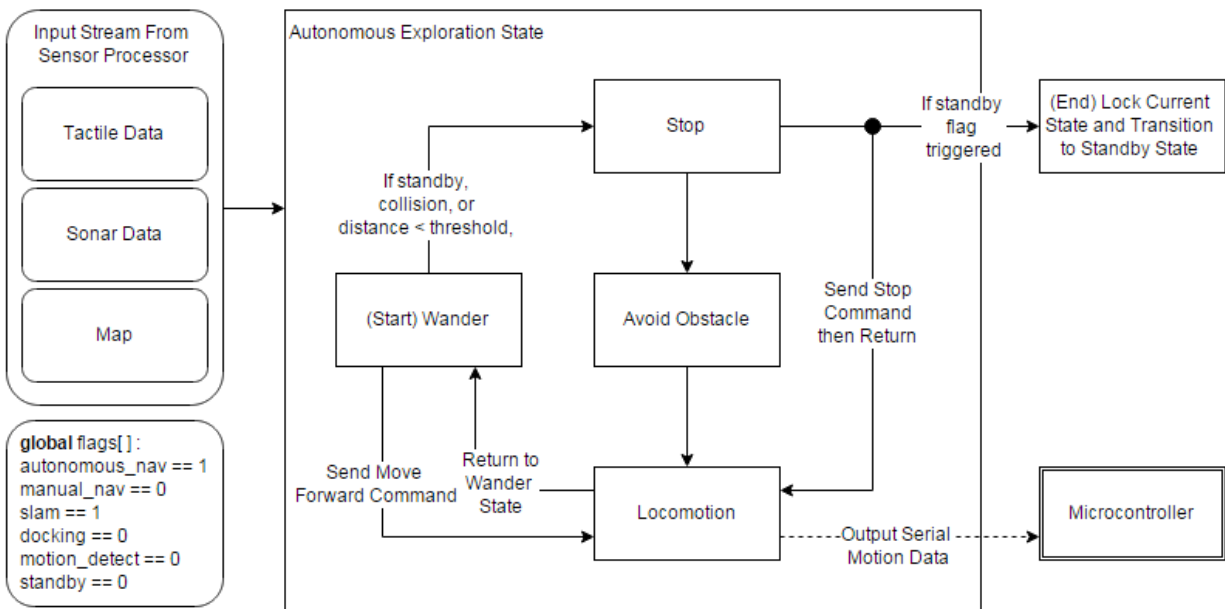 Input Stream From
Sensor Processor
Tactile Data
Sonar Data
Map
global flags[ ] :
autonomous_nav == 1
manual_nav == 0
slam == 1
docking == 0
motion_detect == 0
standby == 0
Autonomous Exploration State
Stop
If standby,
collision, or
distance < threshold,
(Start) Wander
Avoid Obstacle
Send Stop
Command
then Return
Send Move
Forward Command
Return to
Wander
State
Locomotion
If standby
flag
triggered
(End) Lock Current
State and Transition
to Standby State
Output Serial
Motion Data
Microcontroller